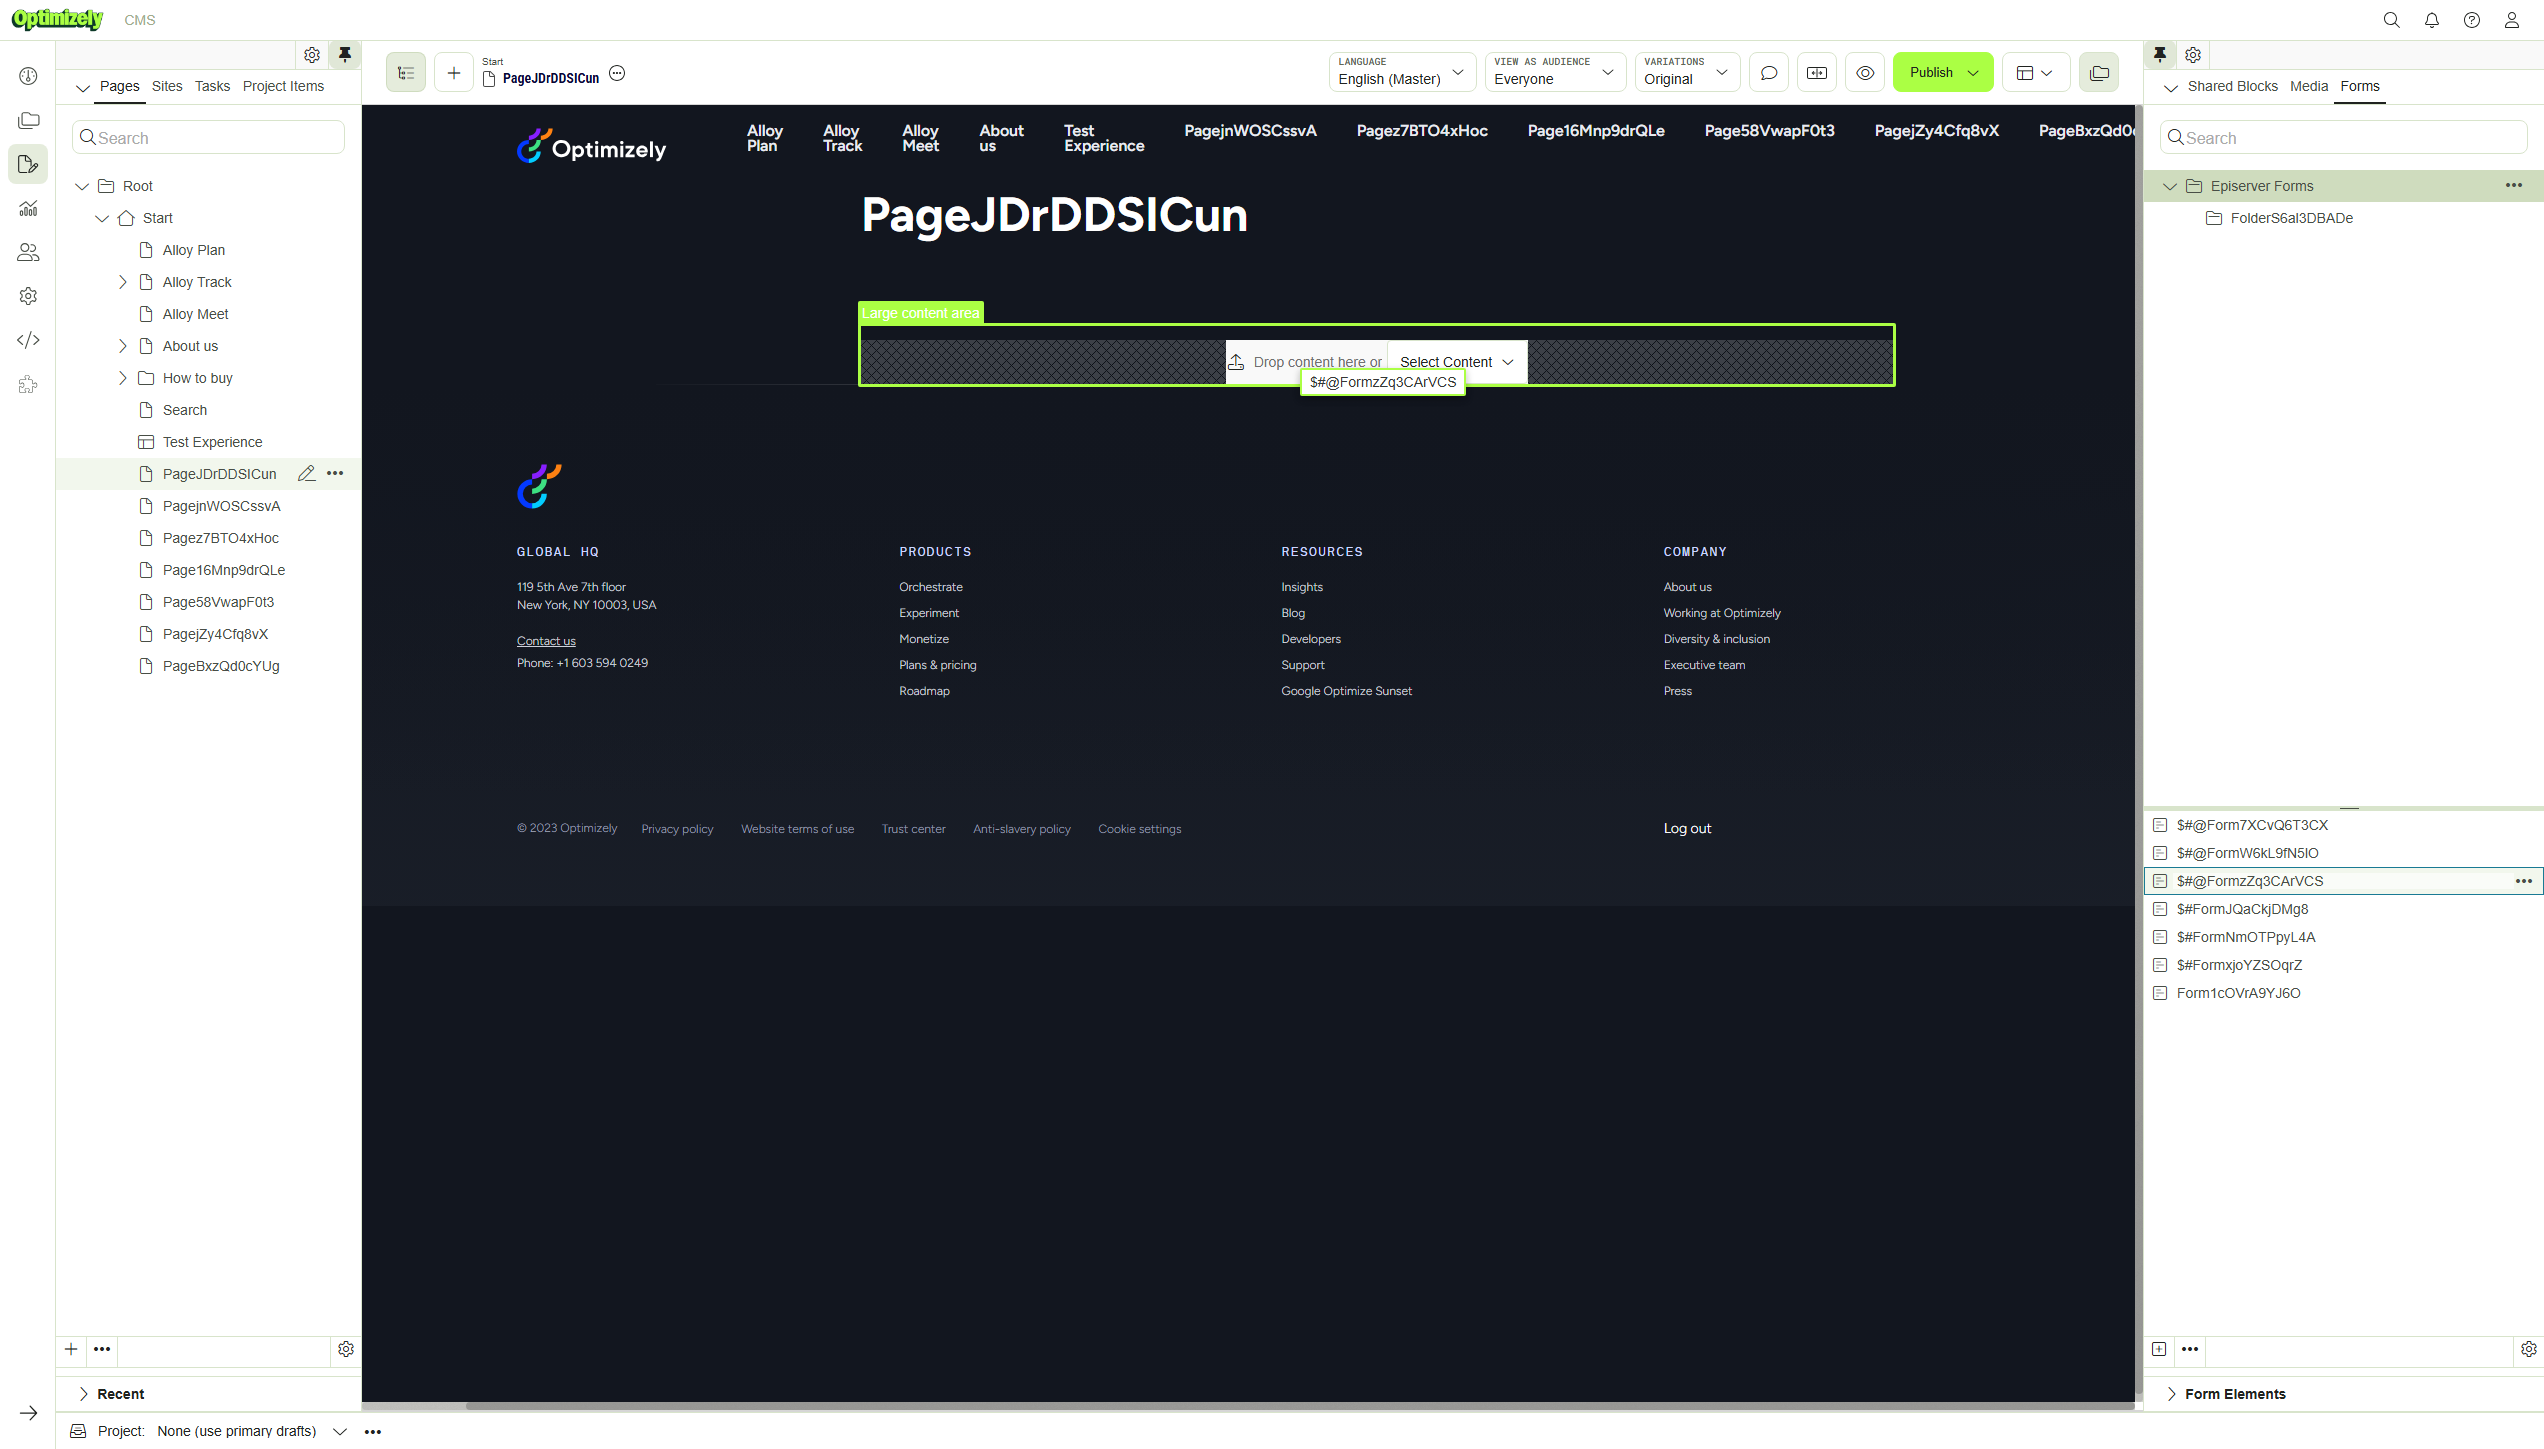 Optimizely CMS
Pages Sites Tasks Project Items
Search
Root
Start
Alloy Plan
Alloy Track
Alloy Meet
About us
How to buy
Search
Test Experience
PageJDrDDSICun
PagejnWOSCssvA
Pagez7BTO4xHoc
Page16Mnp9drQLe
Page58VwapF0t3
PagejZy4Cfq8vX
PageBxzQd0cYUg
Recent
Project: None (use primary drafts)
Start
PageJDrDDSICun
LANGUAGE
English (Master)
VIEW AS AUDIENCE
Everyone
VARIATIONS
Original
Publish
Optimizely
Alloy
Plan
Alloy
Track
Alloy
Meet
About
us
Test
Experience
PagejnWOSCssvA
Pagez7BTO4xHoc
Page16Mnp9drQLe
Page58VwapF0t3
PagejZy4Cfq8vX
PageBxzQd0c
PageJDrDDSICun
Large content area
Drop content here or Select Content
$#@FormzZq3CArVCS
GLOBAL HQ
119 5th Ave 7th floor
New York, NY 10003, USA
Contact us
Phone: +1 603 594 0249
PRODUCTS
Orchestrate
Experiment
Monetize
Plans & pricing
Roadmap
RESOURCES
Insights
Blog
Developers
Support
Google Optimize Sunset
COMPANY
About us
Working at Optimizely
Diversity & inclusion
Executive team
Press
© 2023 Optimizely Privacy policy Website terms of use Trust center Anti-slavery policy Cookie settings Log out
Shared Blocks Media Forms
Search
Episerver Forms
FolderS6al3DBADe
$#@Form7XCvQ6T3CX
$#@FormW6kL9fN5IO
$#@FormzZq3CArVCS
$#FormJQaCkjDMg8
$#FormNmOTPpyL4A
$#FormxjoYZSOqrZ
Form1cOVrA9YJ6O
Form Elements